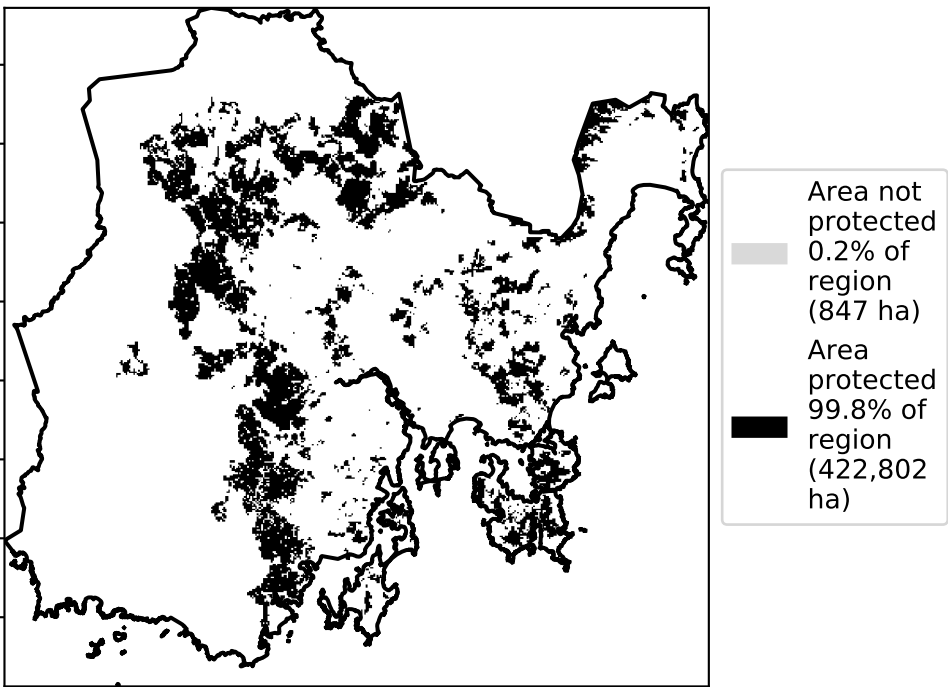 Area not
protected
0.2% of
region
(847 ha)
Area
protected
99.8% of
region
(422,802
ha)